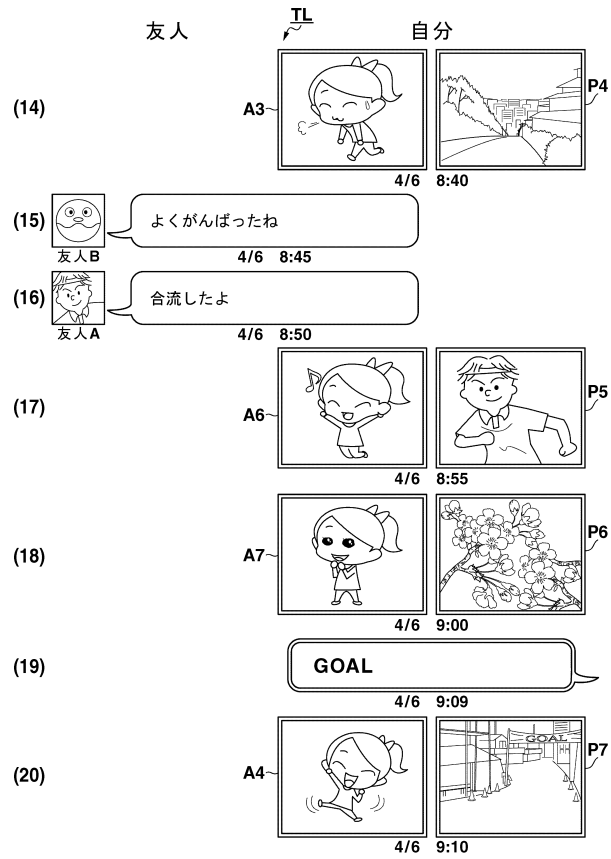 TL
友人 自分
(14) A3 P4
4/6 8:40
(15) よくがんばったね
友人B 4/6 8:45
(16) 合流したよ
友人A 4/6 8:50
(17) A6 P5
4/6 8:55
(18) A7 P6
4/6 9:00
(19) GOAL
4/6 9:09
(20) A4 GOAL P7
4/6 9:10